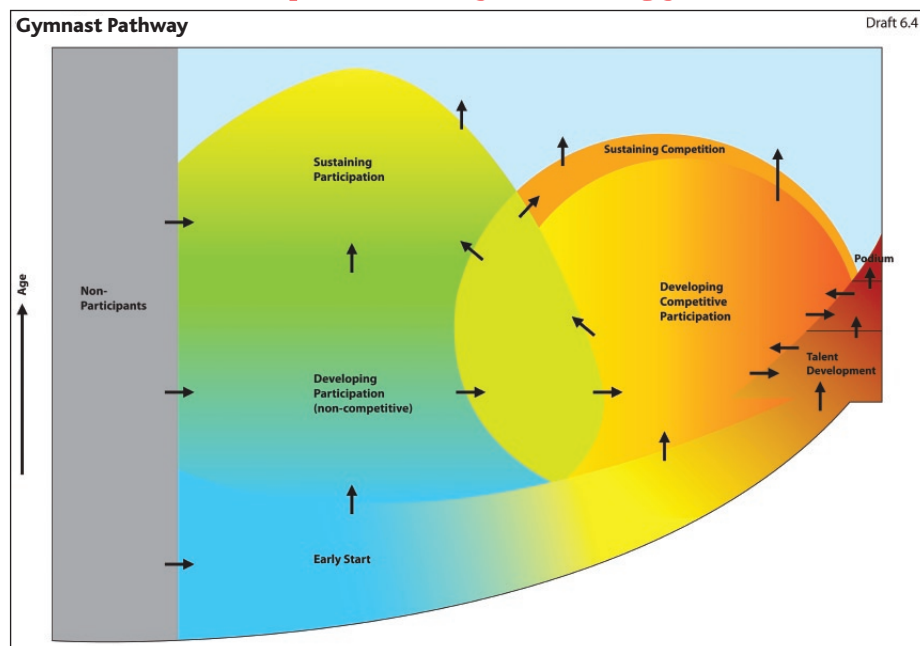 Gymnast Pathway
Draft 6.4
Sustaining Competition
Sustaining
Participation
Podium
Age
Non-
Participants
Developing
Competitive
Participation
Talent
Development
Developing
Participation
(non-competitive)
Early Start